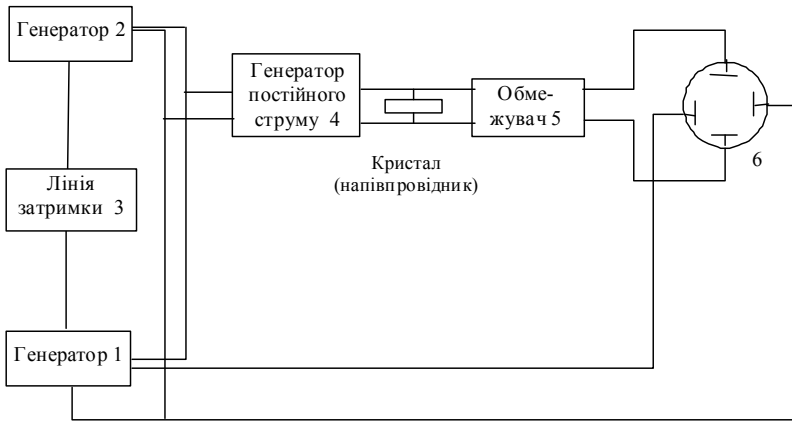 Генератор 2
Генератор
постійного
струму 4
Обме-
жувач 5
6
Кристал
(напівпровідник)
Лінія
затримки 3
Генератор 1